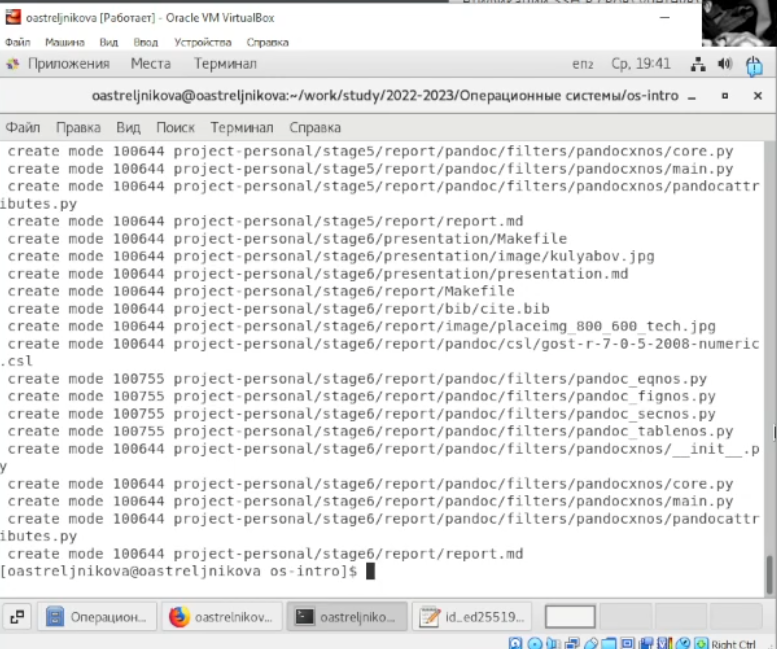 oastreljnikova [Работает] - Oracle VM VirtualBox
Файл Машина Вид Ввод Устройства Справка
Приложения Места Терминал en2 Ср, 19:41
oastreljnikova@oastreljnikova:~/work/study/2022-2023/Операционные системы/os-intro
Файл Правка Вид Поиск Терминал Справка
create mode 100644 project-personal/stage5/report/pandoc/filters/pandocxnos/core.py
create mode 100644 project-personal/stage5/report/pandoc/filters/pandocxnos/main.py
create mode 100644 project-personal/stage5/report/pandoc/filters/pandocxnos/pandocattr
ibutes.py
create mode 100644 project-personal/stage5/report/report.md
create mode 100644 project-personal/stage6/presentation/Makefile
create mode 100644 project-personal/stage6/presentation/image/kulyabov.jpg
create mode 100644 project-personal/stage6/presentation/presentation.md
create mode 100644 project-personal/stage6/report/Makefile
create mode 100644 project-personal/stage6/report/bib/cite.bib
create mode 100644 project-personal/stage6/report/image/placeimg_800_600_tech.jpg
create mode 100644 project-personal/stage6/report/pandoc/csl/gost-r-7-0-5-2008-numeric
.csl
create mode 100755 project-personal/stage6/report/pandoc/filters/pandoc_eqnos.py
create mode 100755 project-personal/stage6/report/pandoc/filters/pandoc_fignos.py
create mode 100755 project-personal/stage6/report/pandoc/filters/pandoc_secnos.py
create mode 100755 project-personal/stage6/report/pandoc/filters/pandoc_tablenos.py
create mode 100644 project-personal/stage6/report/pandoc/filters/pandocxnos/__init__.p
y
create mode 100644 project-personal/stage6/report/pandoc/filters/pandocxnos/core.py
create mode 100644 project-personal/stage6/report/pandoc/filters/pandocxnos/main.py
create mode 100644 project-personal/stage6/report/pandoc/filters/pandocxnos/pandocattr
ibutes.py
create mode 100644 project-personal/stage6/report/report.md
[oastreljnikova@oastreljnikova os-intro]$
Операцион... oastrelnikov... oastreljniko... id_ed25519...
Right Ctrl